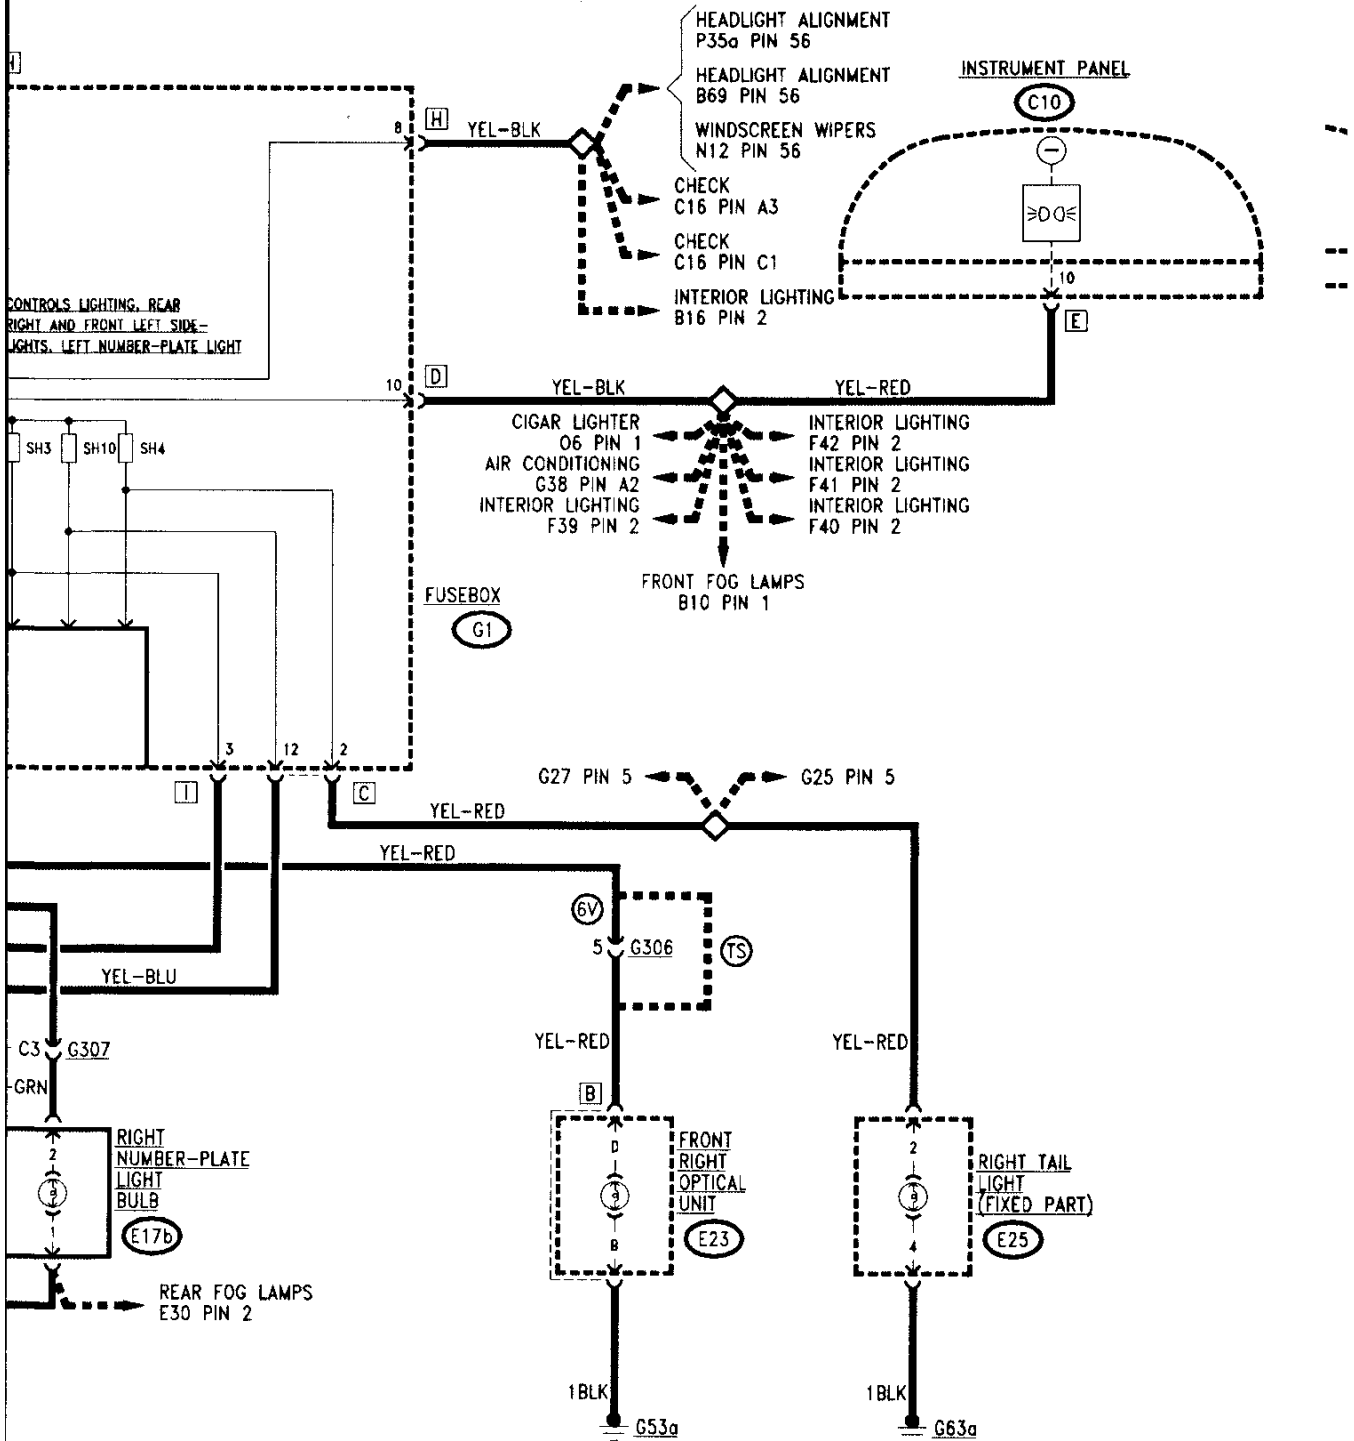 HEADLIGHT ALIGNMENT
P35a PIN 56
HEADLIGHT ALIGNMENT
B69 PIN 56
WINDSCREEN WIPERS
N12 PIN 56
CHECK
C16 PIN A3
CHECK
C16 PIN C1
INTERIOR LIGHTING
B16 PIN 2
INSTRUMENT PANEL
C10
10
E
H
8
H
YEL-BLK
CONTROLS LIGHTING, REAR
RIGHT AND FRONT LEFT SIDE-
LIGHTS, LEFT NUMBER-PLATE LIGHT
10
D
YEL-BLK
YEL-RED
CIGAR LIGHTER
O6 PIN 1
AIR CONDITIONING
G38 PIN A2
INTERIOR LIGHTING
F39 PIN 2
INTERIOR LIGHTING
F42 PIN 2
INTERIOR LIGHTING
F41 PIN 2
INTERIOR LIGHTING
F40 PIN 2
FRONT FOG LAMPS
B10 PIN 1
SH3
SH10
SH4
FUSEBOX
G1
3
12
2
I
C
G27 PIN 5
G25 PIN 5
YEL-RED
YEL-RED
6V
5
G306
TS
YEL-BLU
YEL-RED
YEL-RED
C3
G307
-GRN
B
RIGHT
NUMBER-PLATE
LIGHT
BULB
E17b
2
D
B
FRONT
RIGHT
OPTICAL
UNIT
E23
2
4
RIGHT TAIL
LIGHT
(FIXED PART)
E25
REAR FOG LAMPS
E30 PIN 2
1BLK
G53a
1BLK
G63a